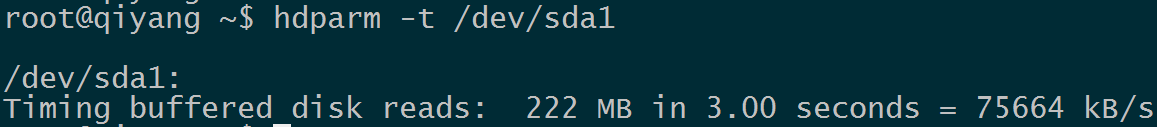 root@qiyang ~$ hdparm -t /dev/sda1
/dev/sda1:
Timing buffered disk reads:  222 MB in 3.00 seconds = 75664 kB/s